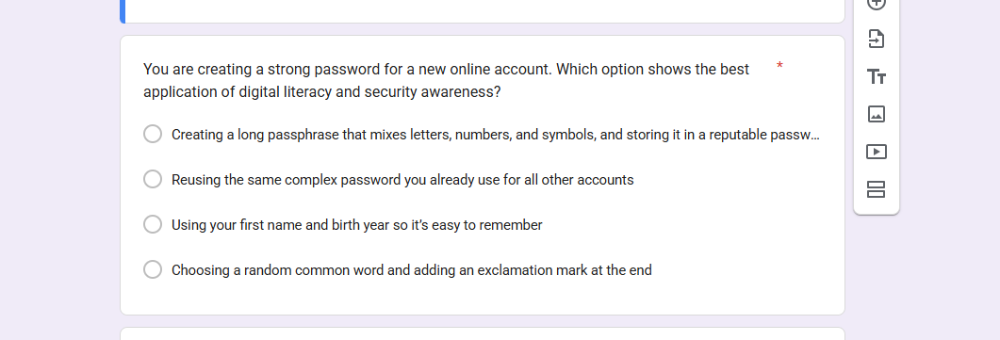 You are creating a strong password for a new online account. Which option shows the best *
application of digital literacy and security awareness?
Creating a long passphrase that mixes letters, numbers, and symbols, and storing it in a reputable passw...
Reusing the same complex password you already use for all other accounts
Using your first name and birth year so it’s easy to remember
Choosing a random common word and adding an exclamation mark at the end